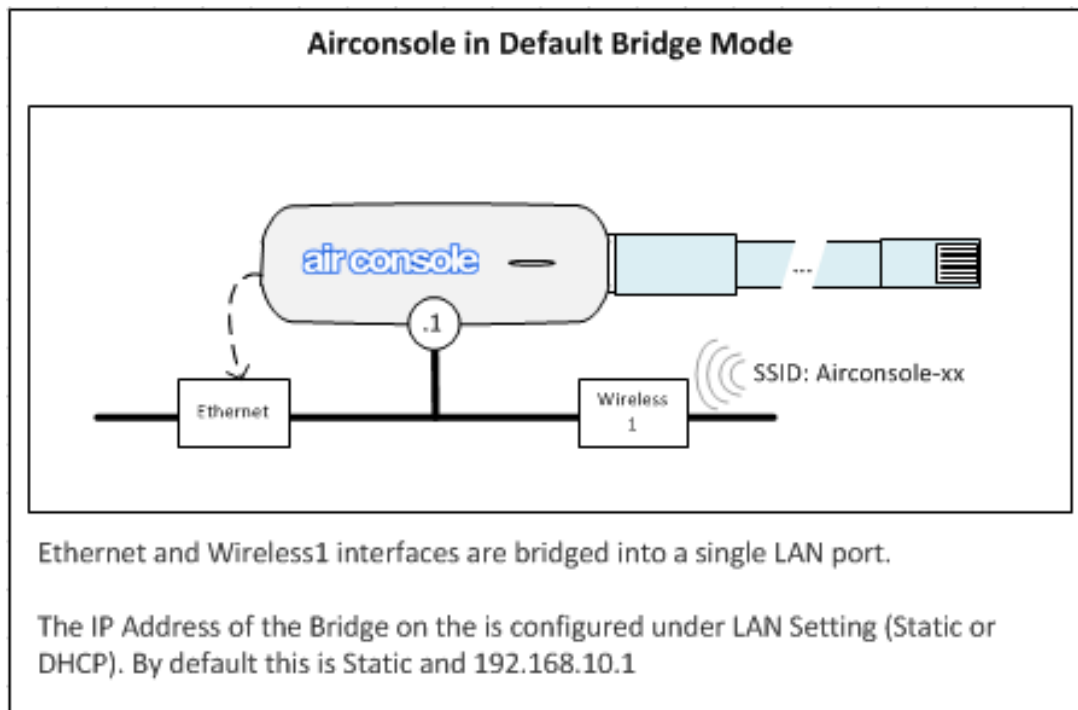 Airconsole in Default Bridge Mode
air console
.1
...
SSID: Airconsole-xx
Ethernet
Wireless
1
Ethernet and Wireless1 interfaces are bridged into a single LAN port.
The IP Address of the Bridge on the is configured under LAN Setting (Static or
DHCP). By default this is Static and 192.168.10.1